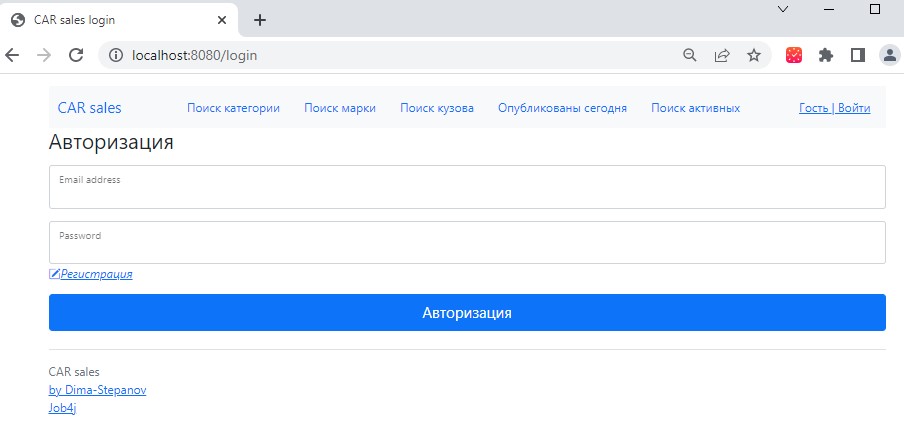 CAR sales login
localhost:8080/login
CAR sales Поиск категории Поиск марки Поиск кузова Опубликованы сегодня Поиск активных Гость | Войти
Авторизация
Email address
Password
Регистрация
Авторизация
CAR sales
by Dima-Stepanov
Job4j